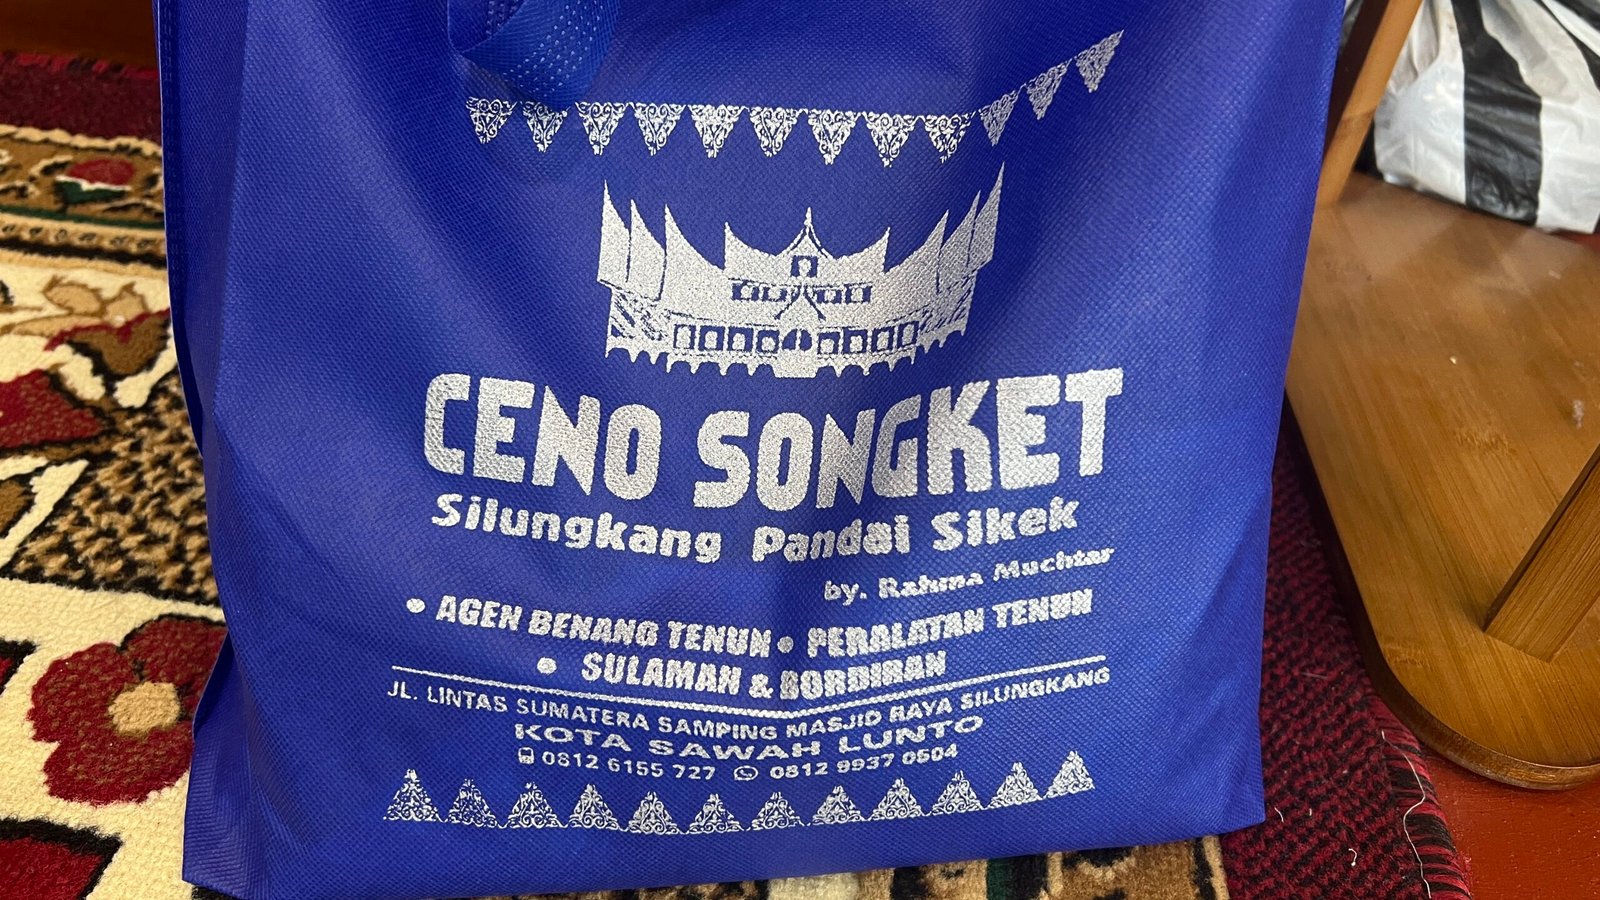 CENO SONGKET
Silungkang Pandai Sikek
by. Rahma Muchtar
• AGEN BENANG TENUN • PERALATAN TENUN
• SULAMAN & BORDIRAN
JL. LINTAS SUMATERA SAMPING MASJID RAYA SILUNGKANG
KOTA SAWAH LUNTO
0812 6155 727 0812 9937 0504